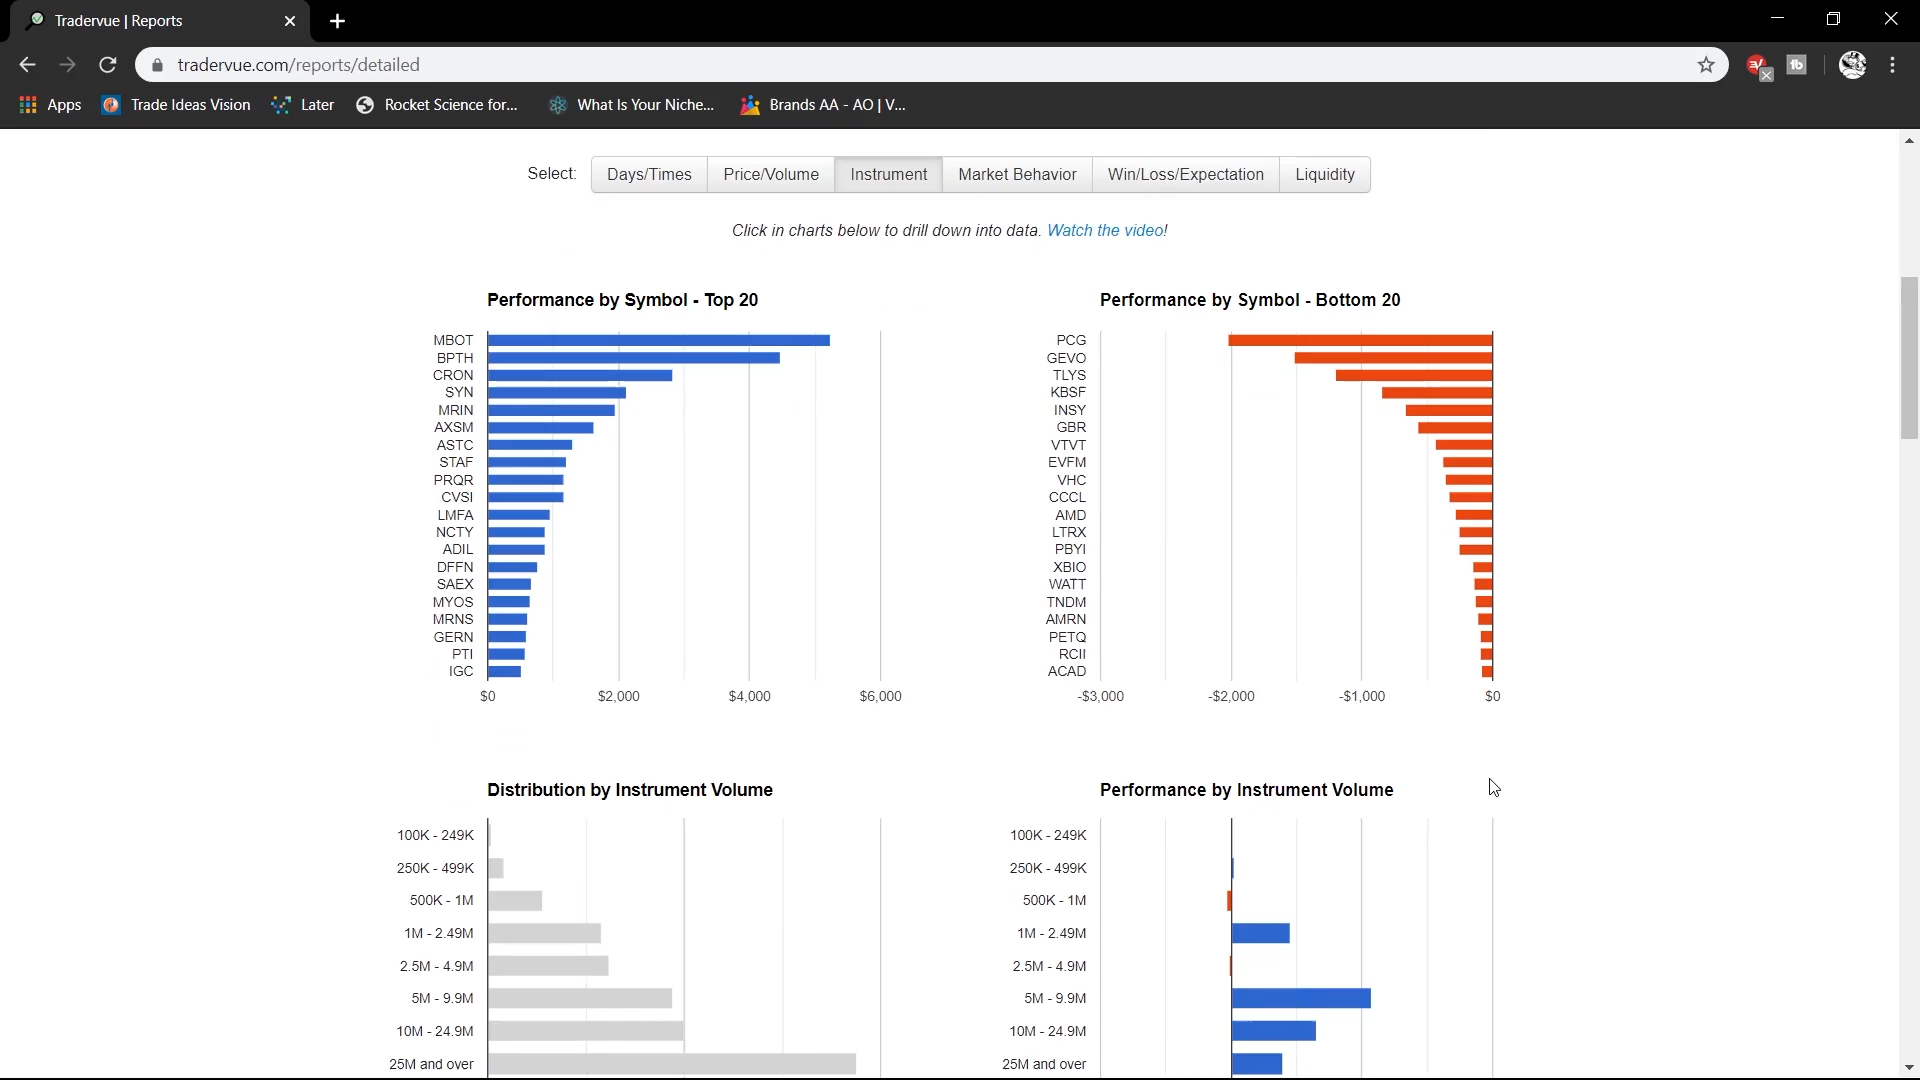 Tradervue | Reports
tradervue.com/reports/detailed
Apps Trade Ideas Vision Later Rocket Science for... What Is Your Niche... Brands AA - AO | V...
Select: Days/Times Price/Volume Instrument Market Behavior Win/Loss/Expectation Liquidity
Click in charts below to drill down into data. Watch the video!
Performance by Symbol - Top 20
MBOT
BPTH
CRON
SYN
MRIN
AXSM
ASTC
STAF
PRQR
CVSI
LMFA
NCTY
ADIL
DFFN
SAEX
MYOS
MRNS
GERN
PTI
IGC
$0 $2,000 $4,000 $6,000
Performance by Symbol - Bottom 20
PCG
GEVO
TLYS
KBSF
INSY
GBR
VTVT
EVFM
VHC
CCCL
AMD
LTRX
PBYI
XBIO
WATT
TNDM
AMRN
PETQ
RCII
ACAD
-$3,000 -$2,000 -$1,000 $0
Distribution by Instrument Volume
100K - 249K
250K - 499K
500K - 1M
1M - 2.49M
2.5M - 4.9M
5M - 9.9M
10M - 24.9M
25M and over
Performance by Instrument Volume
100K - 249K
250K - 499K
500K - 1M
1M - 2.49M
2.5M - 4.9M
5M - 9.9M
10M - 24.9M
25M and over